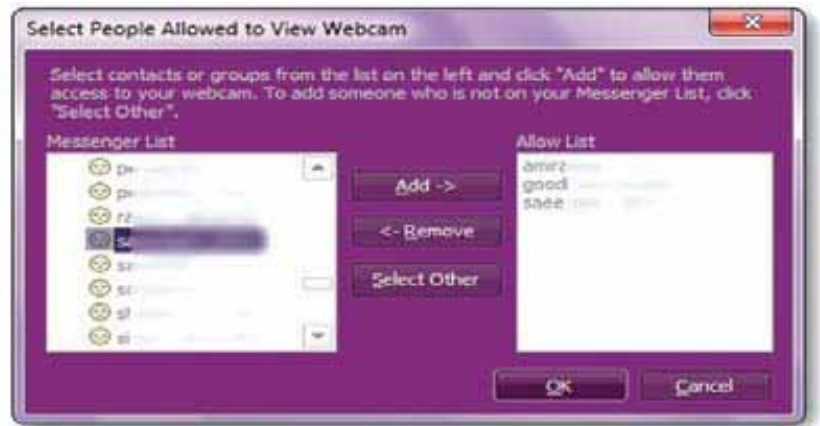 Select People Allowed to View Webcam
Select contacts or groups from the list on the left and click "Add" to allow them
access to your webcam. To add someone who is not on your Messenger List, click
"Select Other".
Messenger List
Allow List
Add ->
<- Remove
Select Other
amirz
good
saee
OK
Cancel